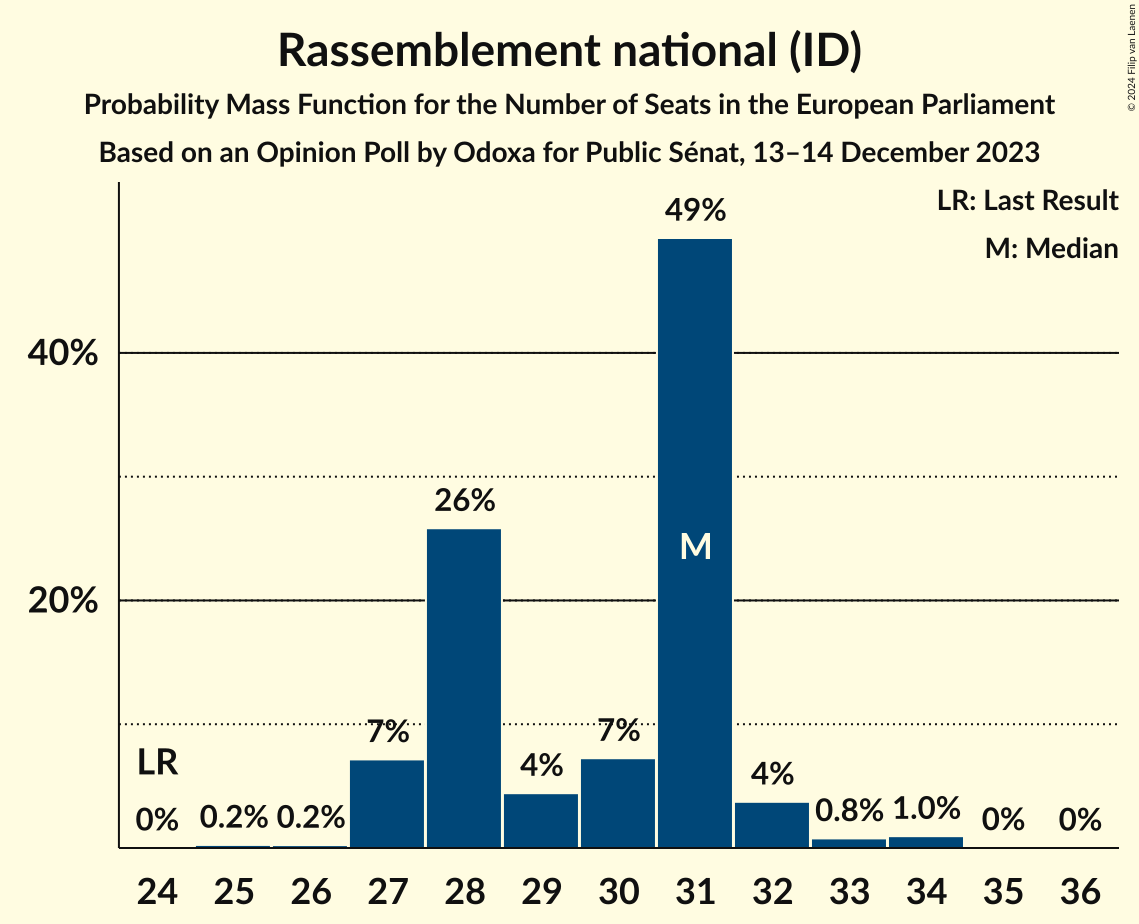 Rassemblement national (ID)
Probability Mass Function for the Number of Seats in the European Parliament
Based on an Opinion Poll by Odoxa for Public Sénat, 13–14 December 2023
© 2024 Filip van Laenen
LR: Last Result
M: Median
49%
40%
26%
M
20%
7%
7%
LR
4%
4%
0%
0.2%
0.2%
0.8%
1.0%
0%
0%
24 25 26 27 28 29 30 31 32 33 34 35 36